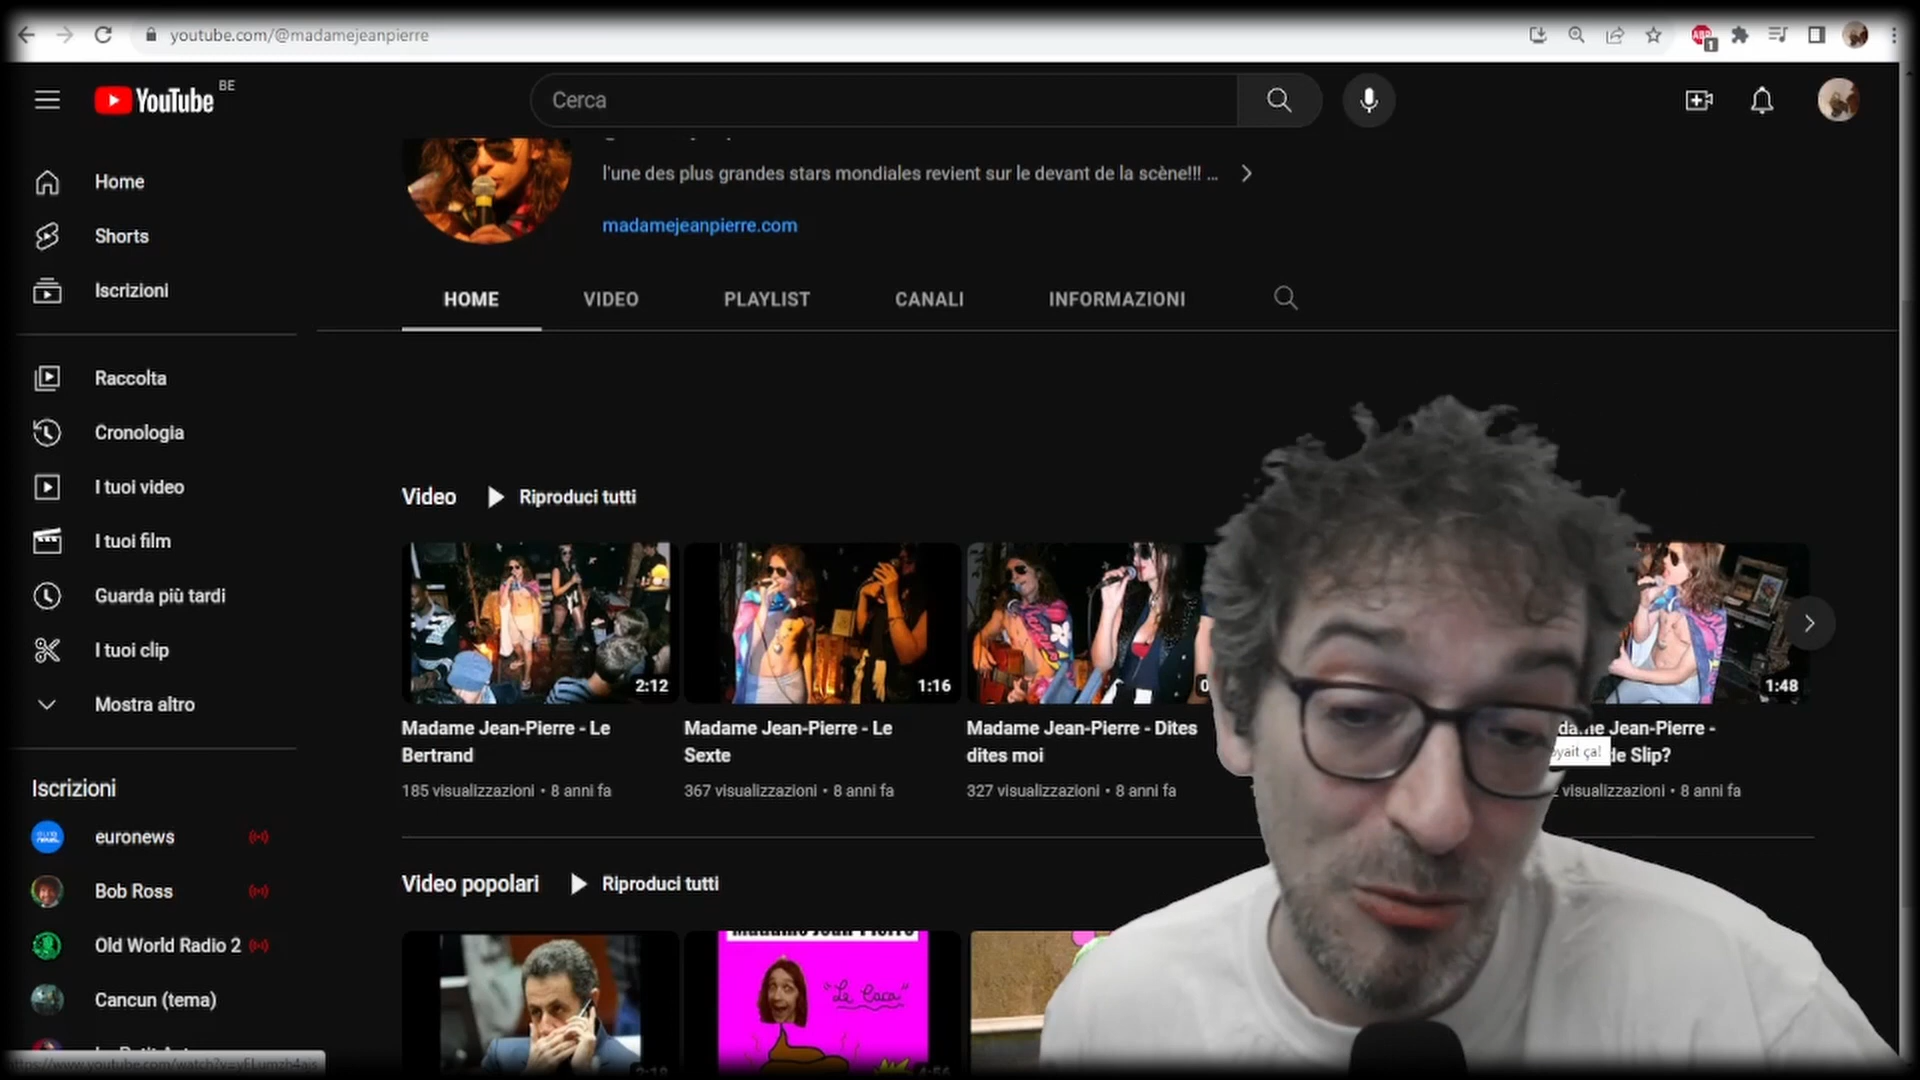 youtube.com/@madamejeanpierre
YouTube BE
Cerca
l'une des plus grandes stars mondiales revient sur le devant de la scène!!! ...
madamejeanpierre.com
HOME VIDEO PLAYLIST CANALI INFORMAZIONI
Home
Shorts
Iscrizioni
Raccolta
Cronologia
I tuoi video
I tuoi film
Guarda più tardi
I tuoi clip
Mostra altro
Iscrizioni
euronews
Bob Ross
Old World Radio 2
Cancun (tema)
Video Riproduci tutti
2:12
1:16
1:48
Madame Jean-Pierre - Le
Bertrand
185 visualizzazioni • 8 anni fa
Madame Jean-Pierre - Le
Sexte
367 visualizzazioni • 8 anni fa
Madame Jean-Pierre - Dites
dites moi
327 visualizzazioni • 8 anni fa
Jean-Pierre -
de Slip?
visualizzazioni • 8 anni fa
ça!
Video popolari Riproduci tutti
"Le Caca"